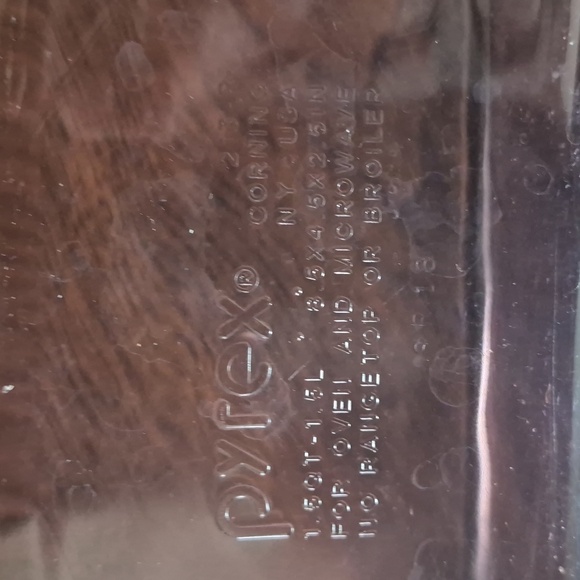 pyrex®
CORNING
NY-USA
1.5QT-1.5L 8.5X4.5X2.5IN
FOR OVEN AND MICROWAVE
NO RANGETOP OR BROILER
18